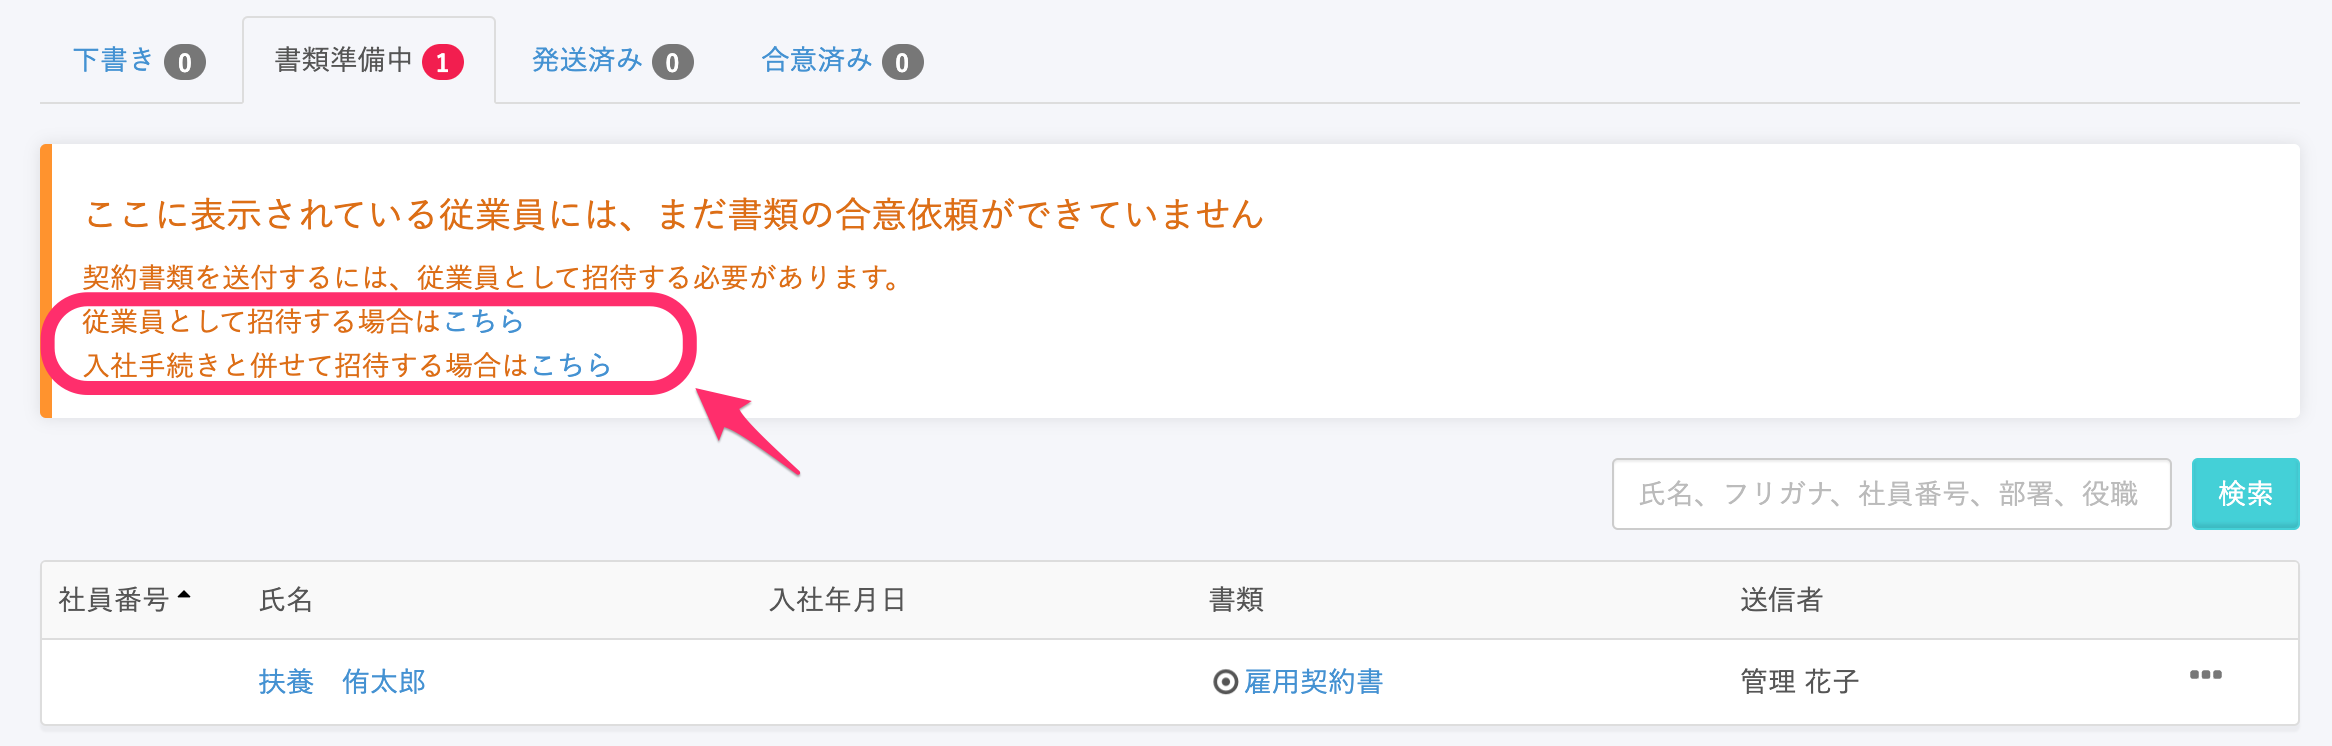 下書き 0 書類準備中 1 発送済み 0 合意済み 0
ここに表示されている従業員には、まだ書類の合意依頼ができていません
契約書類を送付するには、従業員として招待する必要があります。
従業員として招待する場合はこちら
入社手続きと併せて招待する場合はこちら
氏名、フリガナ、社員番号、部署、役職 検索
社員番号 氏名 入社年月日 書類 送信者
扶養　侑太郎 雇用契約書 管理 花子